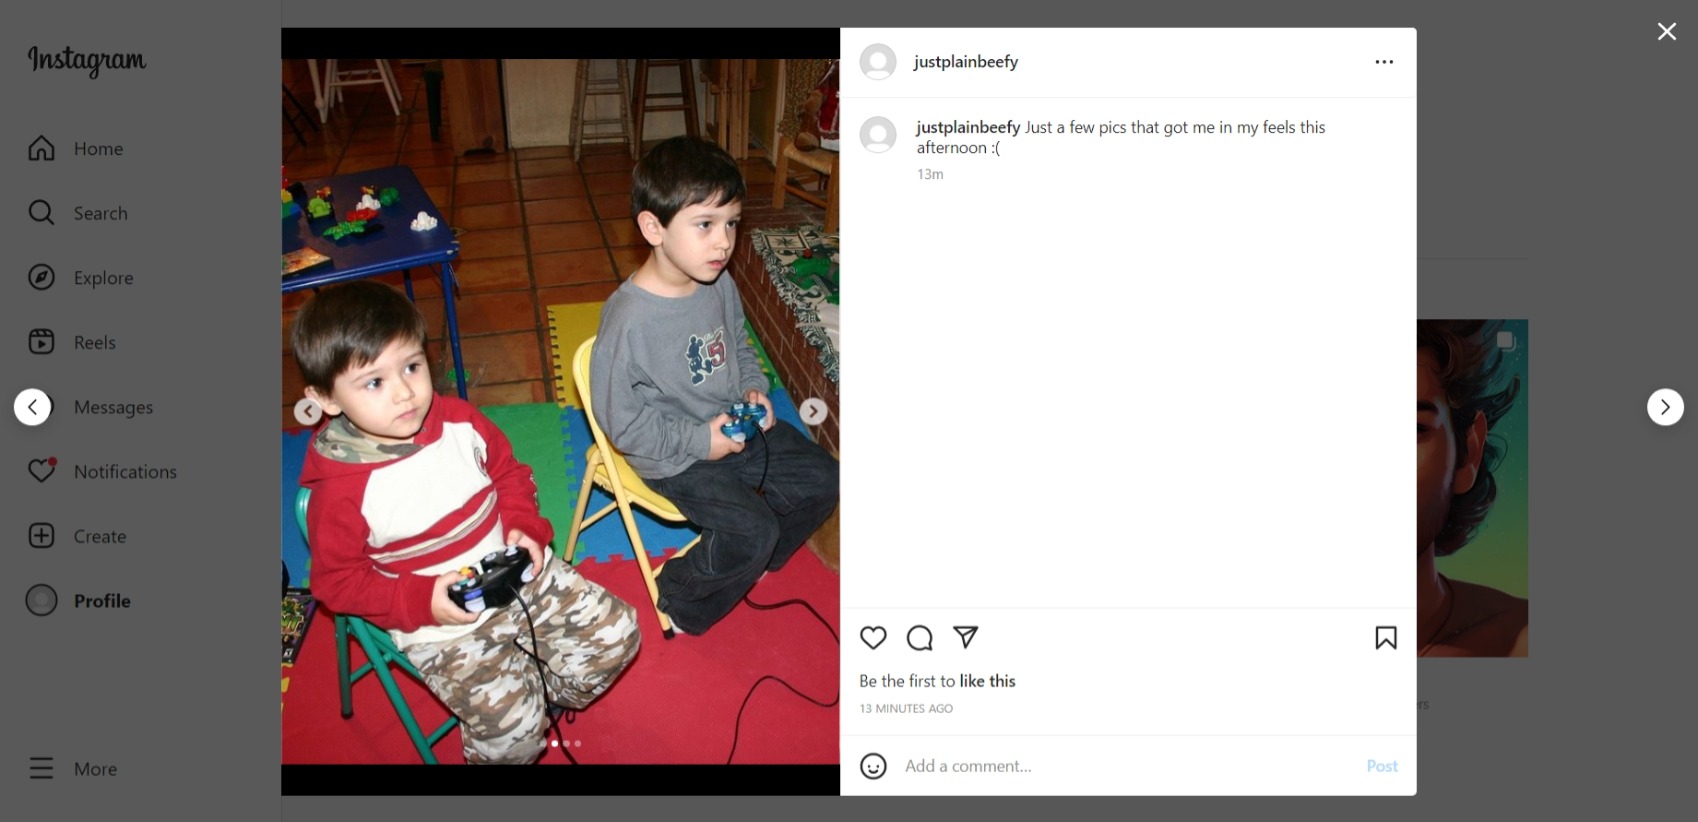 Instagram
Home
Search
Explore
Reels
Messages
Notifications
Create
Profile
More
justplainbeefy
justplainbeefy Just a few pics that got me in my feels this
afternoon :(
13m
Be the first to like this
13 MINUTES AGO
Add a comment...
Post
5